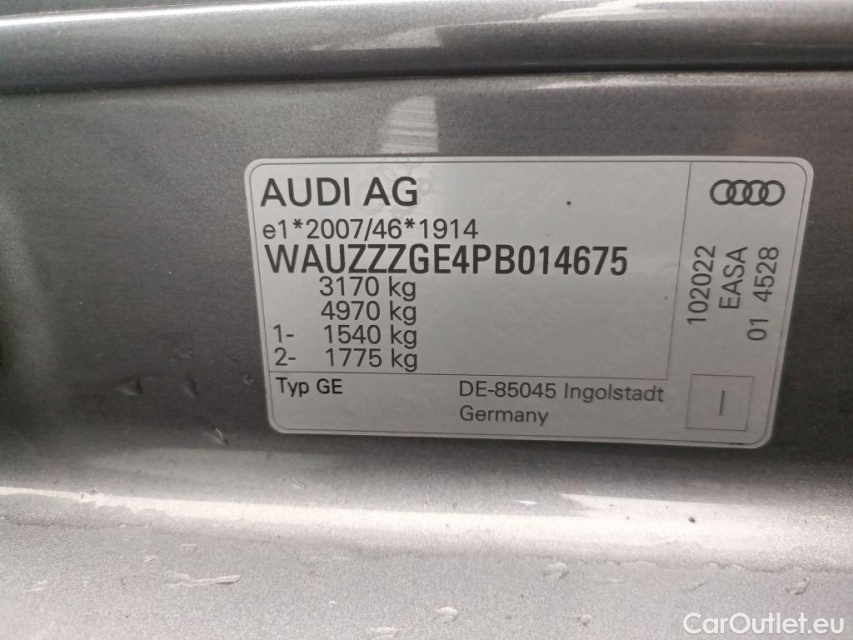 AUDI AG
e1*2007/46*1914
WAUZZZGE4PB014675
3170 kg
4970 kg
1- 1540 kg
2- 1775 kg
Typ GE
DE-85045 Ingolstadt
Germany
102022
EASA
01 4528
I
CarOutlet.eu